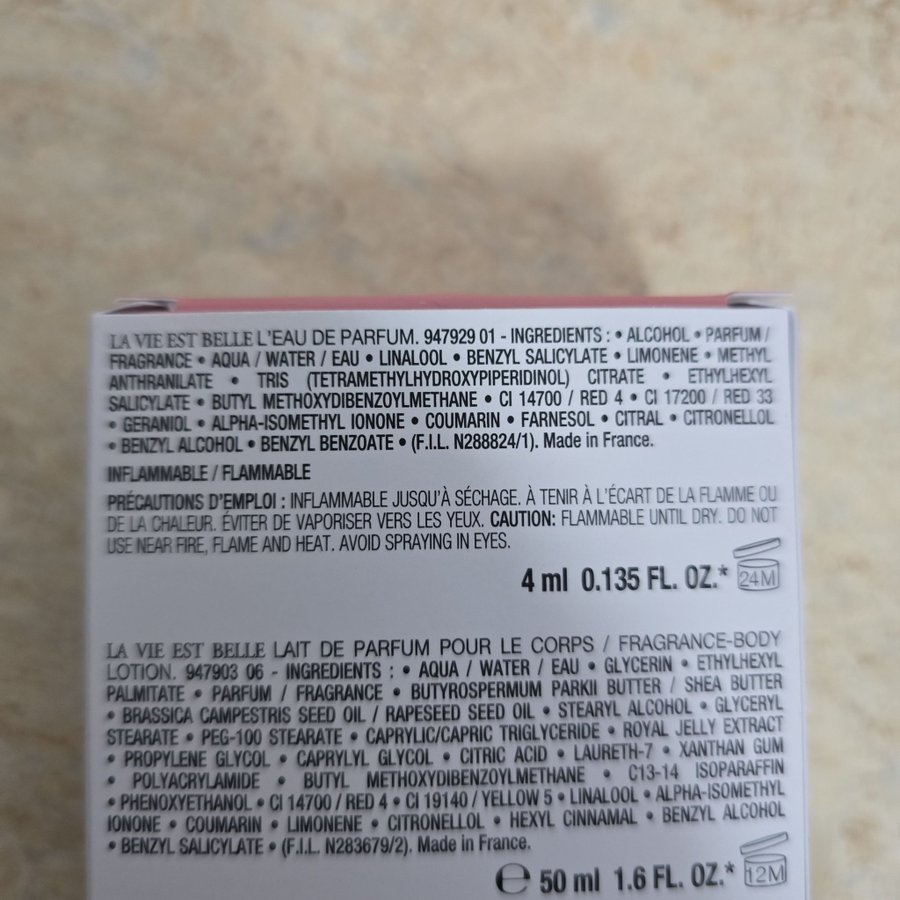 LA VIE EST BELLE L'EAU DE PARFUM. 947929 01 - INGREDIENTS : • ALCOHOL • PARFUM /
FRAGRANCE • AQUA / WATER / EAU • LINALOOL • BENZYL SALICYLATE • LIMONENE • METHYL
ANTHRANILATE • TRIS (TETRAMETHYLHYDROXYPIPERIDINOL) CITRATE • ETHYLHEXYL
SALICYLATE • BUTYL METHOXYDIBENZOYLMETHANE • CI 14700 / RED 4 • CI 17200 / RED 33
• GERANIOL • ALPHA-ISOMETHYL IONONE • COUMARIN • FARNESOL • CITRAL • CITRONELLOL
• BENZYL ALCOHOL • BENZYL BENZOATE • (F.I.L. N288824/1). Made in France.
INFLAMMABLE / FLAMMABLE
PRÉCAUTIONS D'EMPLOI : INFLAMMABLE JUSQU'À SÉCHAGE. À TENIR À L'ÉCART DE LA FLAMME OU
DE LA CHALEUR. ÉVITER DE VAPORISER VERS LES YEUX. CAUTION: FLAMMABLE UNTIL DRY. DO NOT
USE NEAR FIRE, FLAME AND HEAT. AVOID SPRAYING IN EYES.
4 ml 0.135 FL. OZ.* 24M
LA VIE EST BELLE LAIT DE PARFUM POUR LE CORPS / FRAGRANCE-BODY
LOTION. 947903 06 - INGREDIENTS : • AQUA / WATER / EAU • GLYCERIN • ETHYLHEXYL
PALMITATE • PARFUM / FRAGRANCE • BUTYROSPERMUM PARKII BUTTER / SHEA BUTTER
• BRASSICA CAMPESTRIS SEED OIL / RAPESEED SEED OIL • STEARYL ALCOHOL • GLYCERYL
STEARATE • PEG-100 STEARATE • CAPRYLIC/CAPRIC TRIGLYCERIDE • ROYAL JELLY EXTRACT
• PROPYLENE GLYCOL • CAPRYLYL GLYCOL • CITRIC ACID • LAURETH-7 • XANTHAN GUM
• POLYACRYLAMIDE • BUTYL METHOXYDIBENZOYLMETHANE • C13-14 ISOPARAFFIN
• PHENOXYETHANOL • CI 14700 / RED 4 • CI 19140 / YELLOW 5 • LINALOOL • ALPHA-ISOMETHYL
IONONE • COUMARIN • LIMONENE • CITRONELLOL • HEXYL CINNAMAL • BENZYL ALCOHOL
• BENZYL SALICYLATE • (F.I.L. N283679/2). Made in France.
℮ 50 ml 1.6 FL. OZ.* 12M